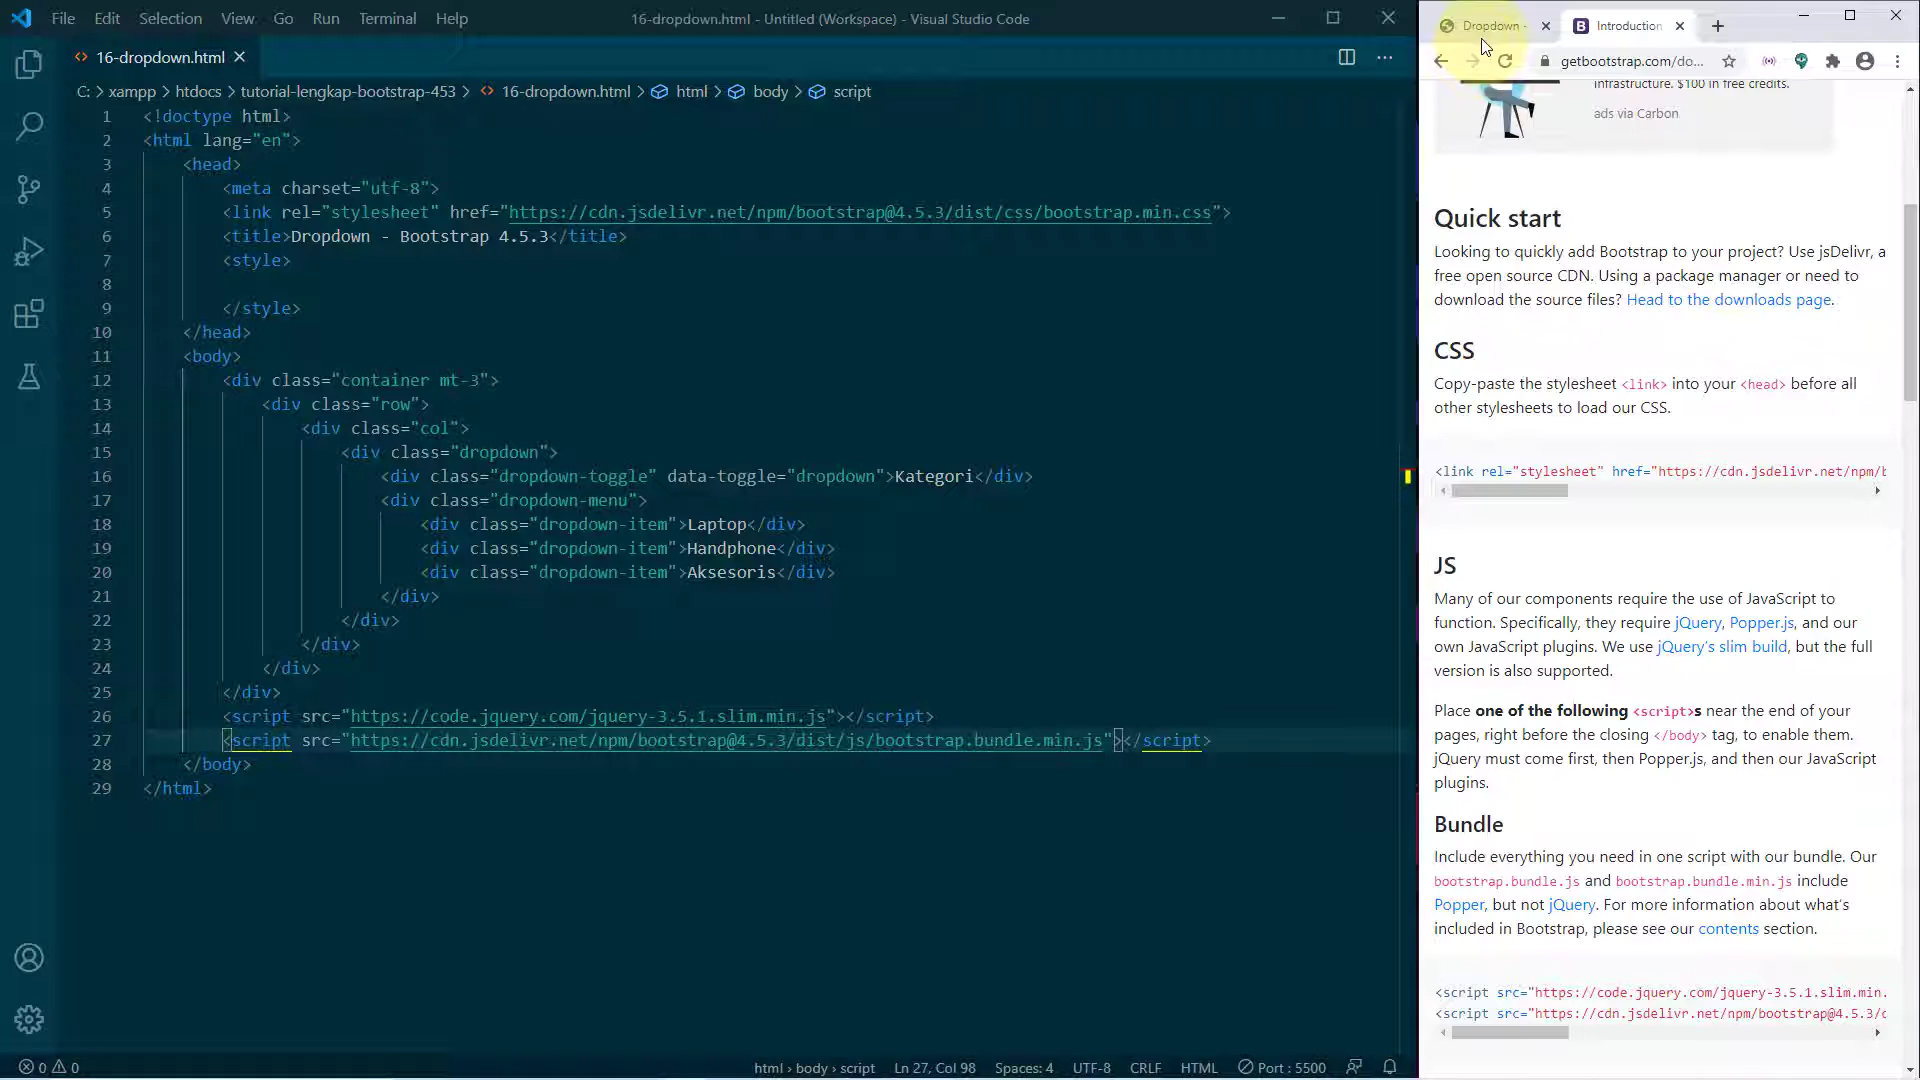 File Edit Selection View Go Run Terminal Help
16-dropdown.html - Untitled (Workspace) - Visual Studio Code
16-dropdown.html
C: > xampp > htdocs > tutorial-lengkap-bootstrap-453 > 16-dropdown.html > html > body > script
1 <!doctype html>
2 <html lang="en">
3 <head>
4 <meta charset="utf-8">
5 <link rel="stylesheet" href="https://cdn.jsdelivr.net/npm/bootstrap@4.5.3/dist/css/bootstrap.min.css">
6 <title>Dropdown - Bootstrap 4.5.3</title>
7 <style>
8
9 </style>
10 </head>
11 <body>
12 <div class="container mt-3">
13 <div class="row">
14 <div class="col">
15 <div class="dropdown">
16 <div class="dropdown-toggle" data-toggle="dropdown">Kategori</div>
17 <div class="dropdown-menu">
18 <div class="dropdown-item">Laptop</div>
19 <div class="dropdown-item">Handphone</div>
20 <div class="dropdown-item">Aksesoris</div>
21 </div>
22 </div>
23 </div>
24 </div>
25 </div>
26 <script src="https://code.jquery.com/jquery-3.5.1.slim.min.js"></script>
27 <script src="https://cdn.jsdelivr.net/npm/bootstrap@4.5.3/dist/js/bootstrap.bundle.min.js"></script>
28 </body>
29 </html>
0 0
html > body > script Ln 27, Col 98 Spaces: 4 UTF-8 CRLF HTML Port : 5500
Dropdown - Introduction
getbootstrap.com/do...
infrastructure. $100 in free credits.
ads via Carbon
Quick start
Looking to quickly add Bootstrap to your project? Use jsDelivr, a
free open source CDN. Using a package manager or need to
download the source files? Head to the downloads page.
CSS
Copy-paste the stylesheet <link> into your <head> before all
other stylesheets to load our CSS.
<link rel="stylesheet" href="https://cdn.jsdelivr.net/npm/b
JS
Many of our components require the use of JavaScript to
function. Specifically, they require jQuery, Popper.js, and our
own JavaScript plugins. We use jQuery's slim build, but the full
version is also supported.
Place one of the following <script>s near the end of your
pages, right before the closing </body> tag, to enable them.
jQuery must come first, then Popper.js, and then our JavaScript
plugins.
Bundle
Include everything you need in one script with our bundle. Our
bootstrap.bundle.js and bootstrap.bundle.min.js include
Popper, but not jQuery. For more information about what's
included in Bootstrap, please see our contents section.
<script src="https://code.jquery.com/jquery-3.5.1.slim.min.
<script src="https://cdn.jsdelivr.net/npm/bootstrap@4.5.3/d